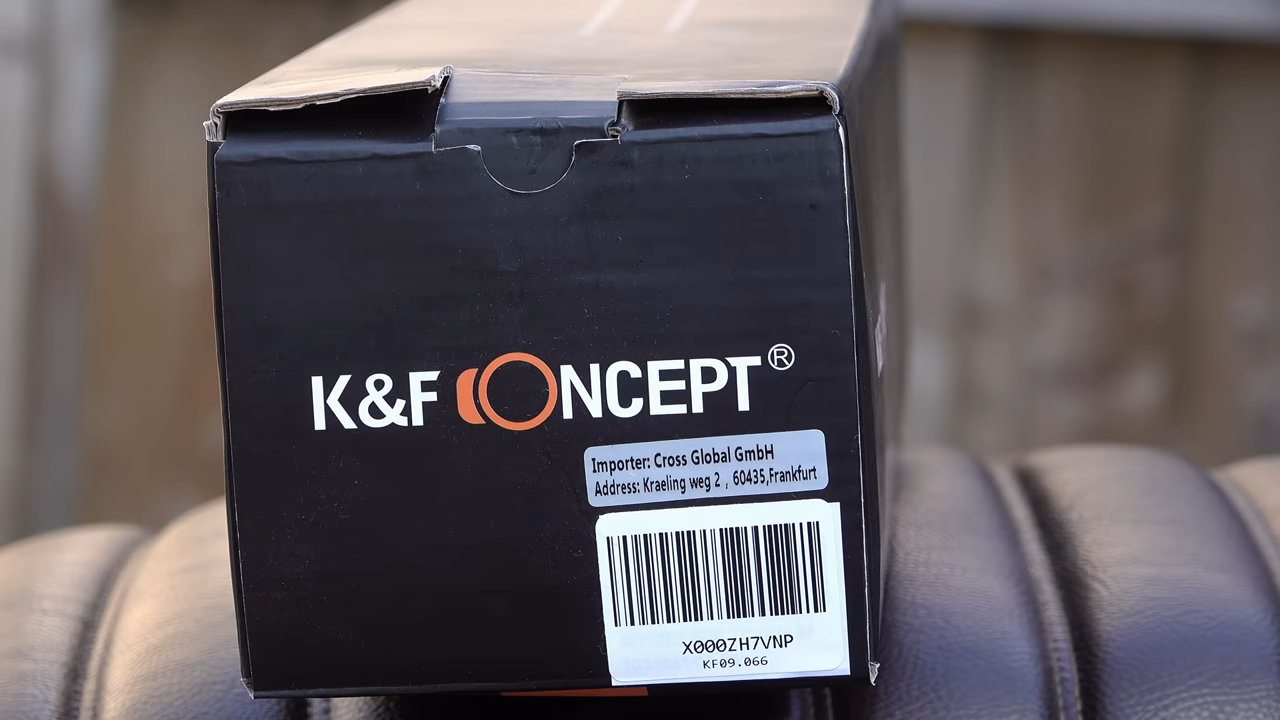 K&F CONCEPT®
Importer: Cross Global GmbH
Address: Kraeling weg 2 , 60435,Frankfurt
X000ZH7VNP
KF09.066